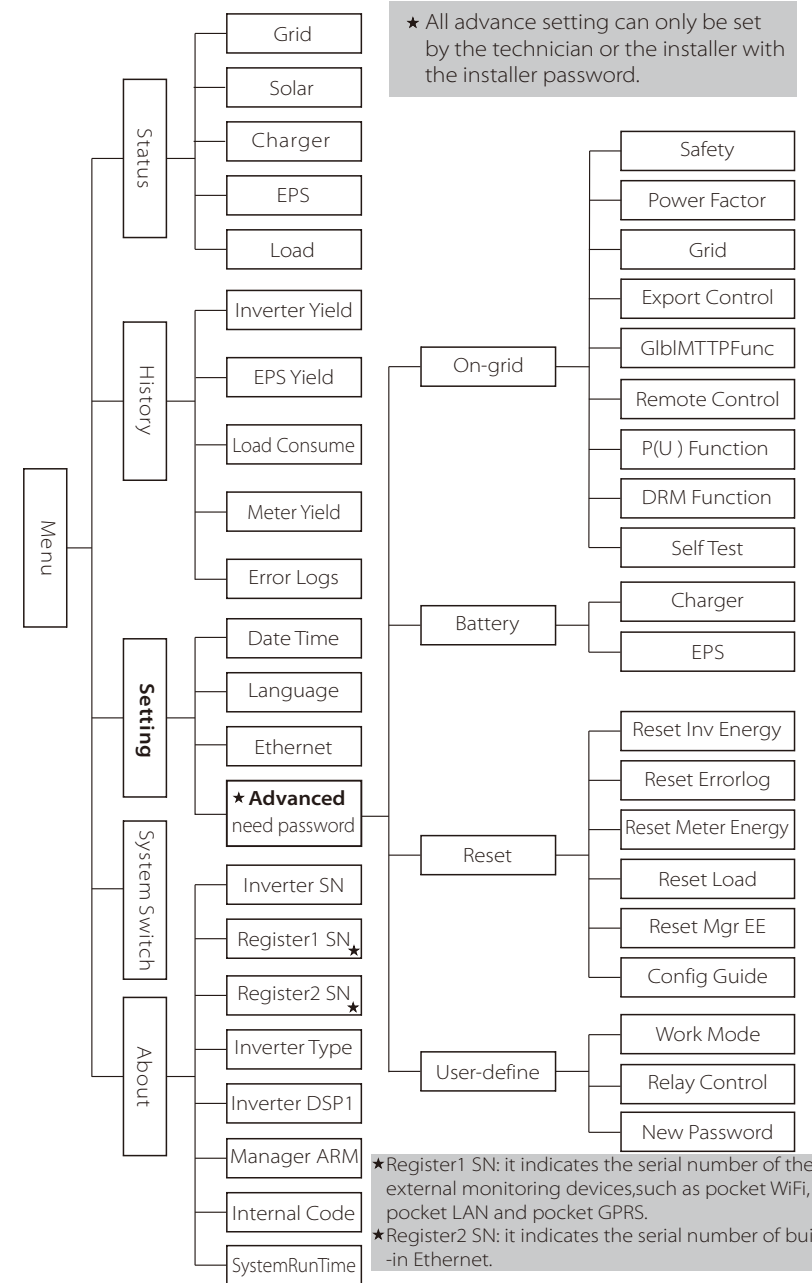 ★ All advance setting can only be set
by the technician or the installer with
the installer password.
Menu
Status
Grid
Solar
Charger
EPS
Load
History
Inverter Yield
EPS Yield
Load Consume
Meter Yield
Error Logs
Setting
Date Time
Language
Ethernet
★ Advanced
need password
On-grid
Safety
Power Factor
Grid
Export Control
GlblMTTPFunc
Remote Control
P(U ) Function
DRM Function
Self Test
Battery
Charger
EPS
Reset
Reset Inv Energy
Reset Errorlog
Reset Meter Energy
Reset Load
Reset Mgr EE
Config Guide
User-define
Work Mode
Relay Control
New Password
System Switch
About
Inverter SN
Register1 SN★
Register2 SN★
Inverter Type
Inverter DSP1
Manager ARM
Internal Code
SystemRunTime
★Register1 SN: it indicates the serial number of the
external monitoring devices,such as pocket WiFi,
pocket LAN and pocket GPRS.
★Register2 SN: it indicates the serial number of bui
-in Ethernet.